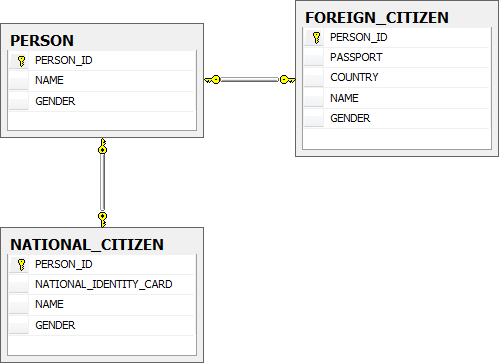 PERSON
PERSON_ID
NAME
GENDER
FOREIGN_CITIZEN
PERSON_ID
PASSPORT
COUNTRY
NAME
GENDER
NATIONAL_CITIZEN
PERSON_ID
NATIONAL_IDENTITY_CARD
NAME
GENDER